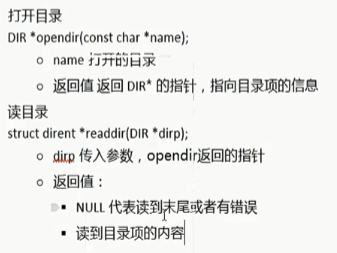 打开目录
DIR *opendir(const char *name);
name 打开的目录
返回值 返回 DIR* 的指针，指向目录项的信息
读目录
struct dirent *readdir(DIR *dirp);
dirp 传入参数，opendir返回的指针
返回值：
NULL 代表读到末尾或者有错误
读到目录项的内容